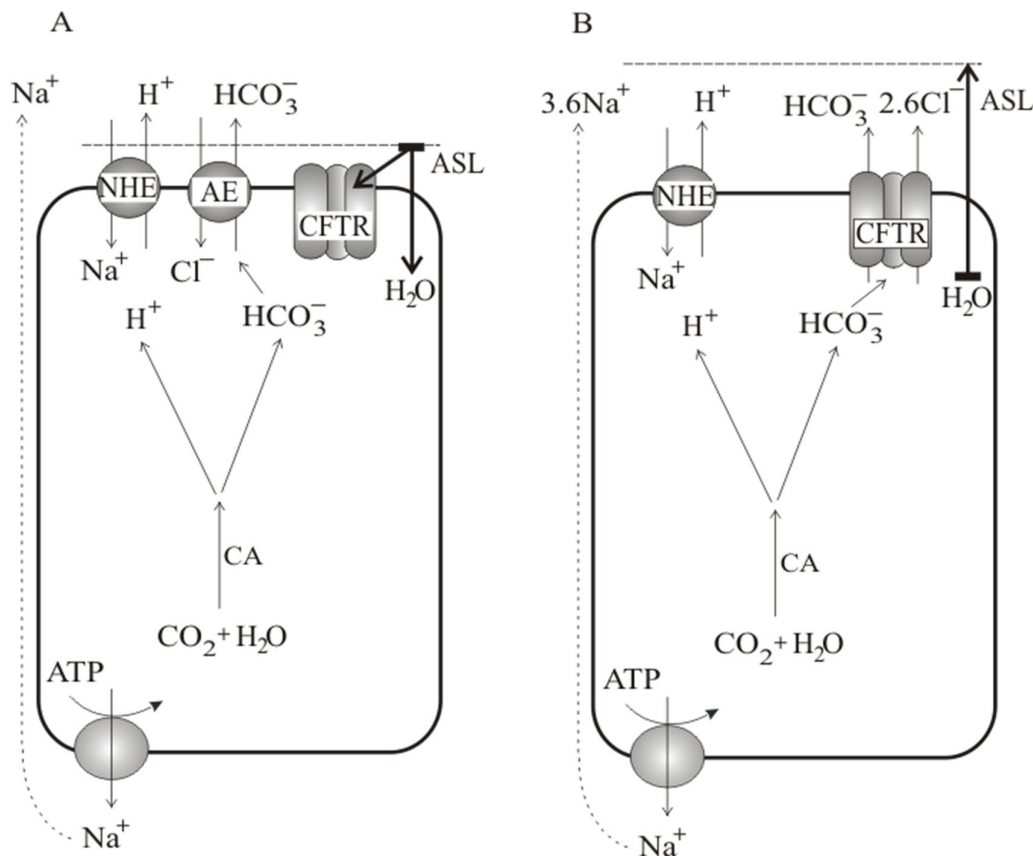 A
Na⁺ H⁺ HCO₃⁻
ASL
NHE AE
CFTR
Na⁺ Cl⁻ H₂O
H⁺ HCO₃⁻
CA
CO₂+H₂O
ATP
Na⁺
B
3.6Na⁺ H⁺ HCO₃⁻ 2.6Cl⁻ ASL
NHE
CFTR
Na⁺ H₂O
H⁺ HCO₃⁻
CA
CO₂+H₂O
ATP
Na⁺